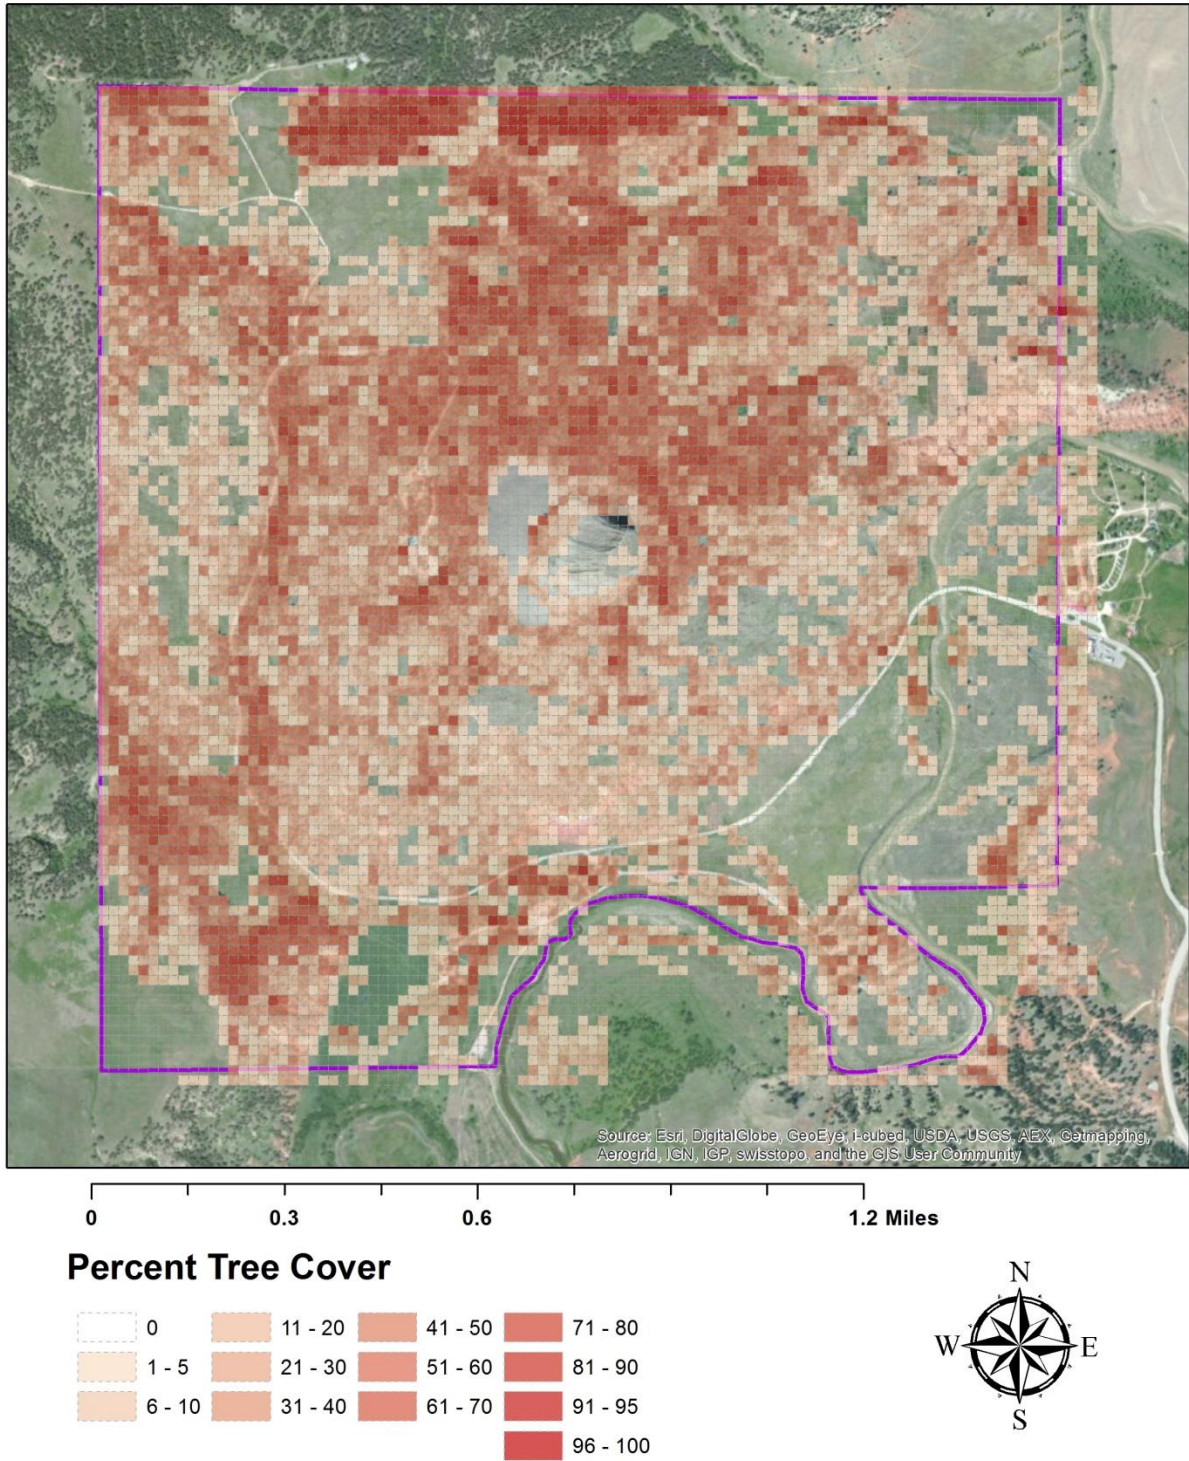 Source: Esri, DigitalGlobe, GeoEye, i-cubed, USDA, USGS, AEX, Getmapping,
Aerogrid, IGN, IGP, swisstopo, and the GIS User Community
0 0.3 0.6 1.2 Miles
Percent Tree Cover
0
1 - 5
6 - 10
11 - 20
21 - 30
31 - 40
41 - 50
51 - 60
61 - 70
71 - 80
81 - 90
91 - 95
96 - 100
N
W E
S